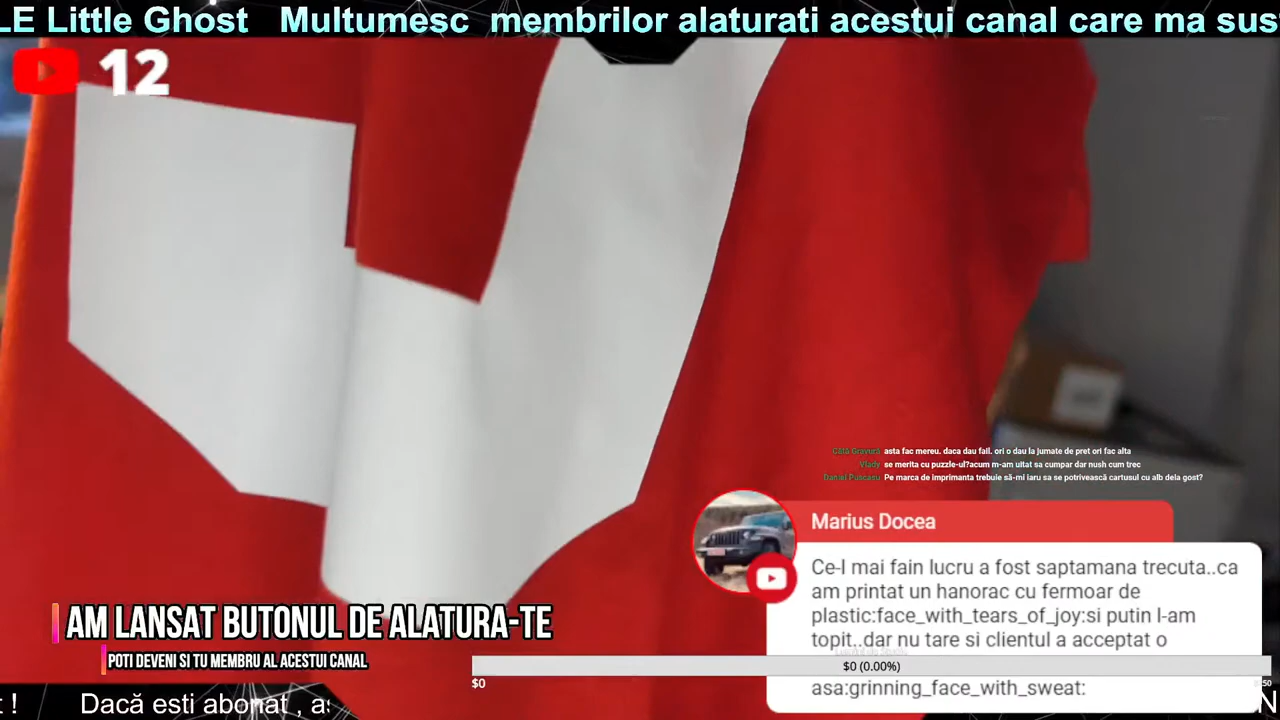 LE Little Ghost Multumesc membrilor alaturati acestui canal care ma sus
12
Cătă Gravură asta fac mereu. daca dau fail. ori o dau la jumate de pret ori fac alta
Vlady se merita cu puzzle-ul?acum m-am uitat sa cumpar dar nush cum trec
Daniel Puscasu Pe marca de imprimanta trebuie să-mi iaru sa se potrivească cartusul cu alb dela gost?
Marius Docea
Ce-l mai fain lucru a fost saptamana trecuta..ca
am printat un hanorac cu fermoar de
plastic:face_with_tears_of_joy:si putin l-am
topit..dar nu tare si clientul a acceptat o
asa:grinning_face_with_sweat:
AM LANSAT BUTONUL DE ALATURA-TE
POTI DEVENI SI TU MEMBRU AL ACESTUI CANAL
$0 (0.00%)
$0
t ! Dacă esti abonat , a
N